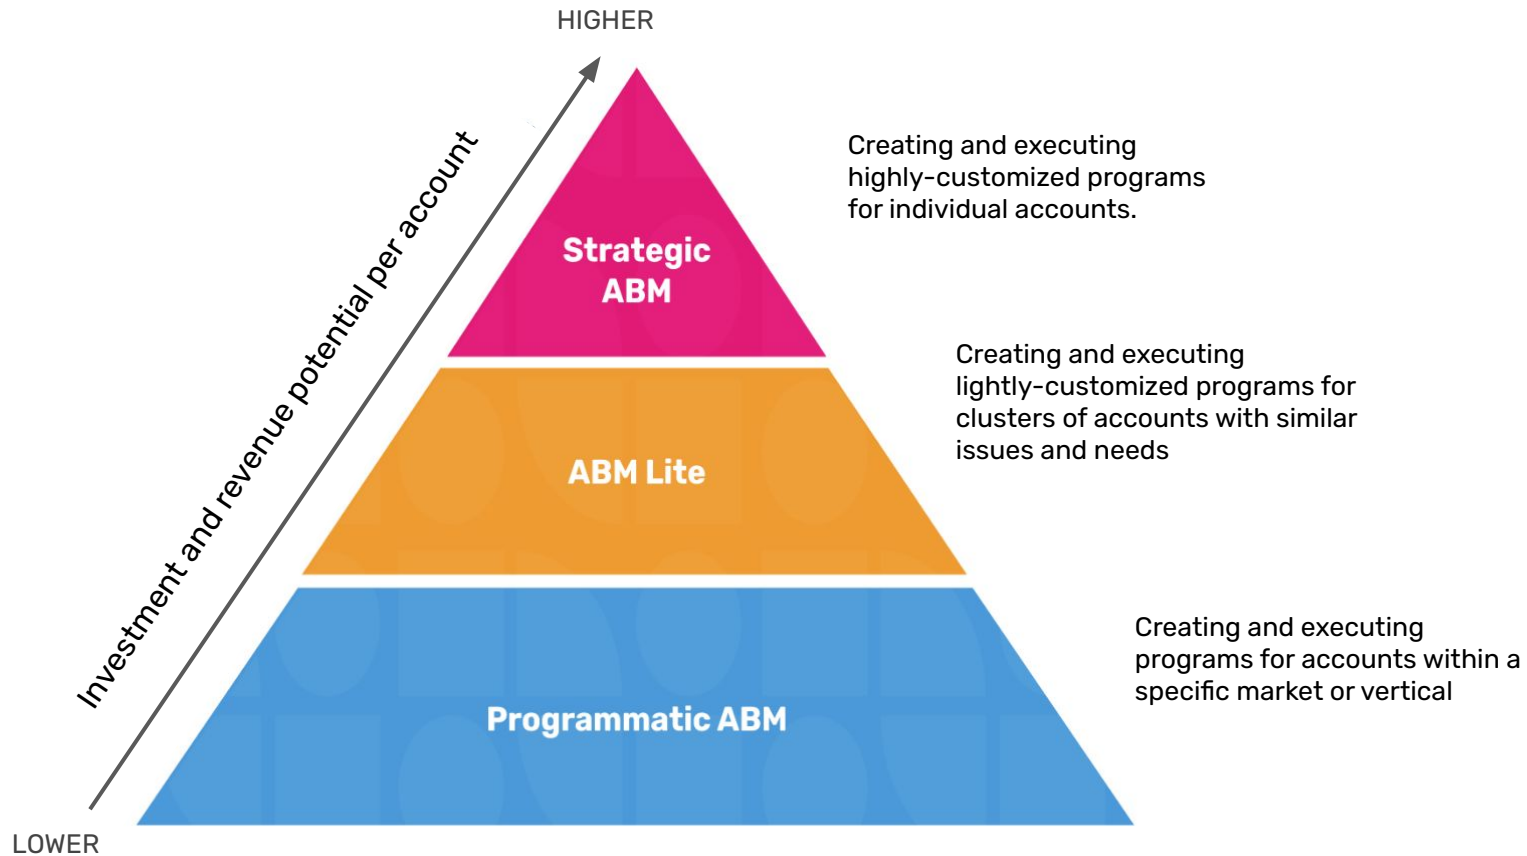 HIGHER
Investment and revenue potential per account
Creating and executing
highly-customized programs
for individual accounts.
Strategic
ABM
Creating and executing
lightly-customized programs for
clusters of accounts with similar
issues and needs
ABM Lite
Creating and executing
programs for accounts within a
specific market or vertical
Programmatic ABM
LOWER